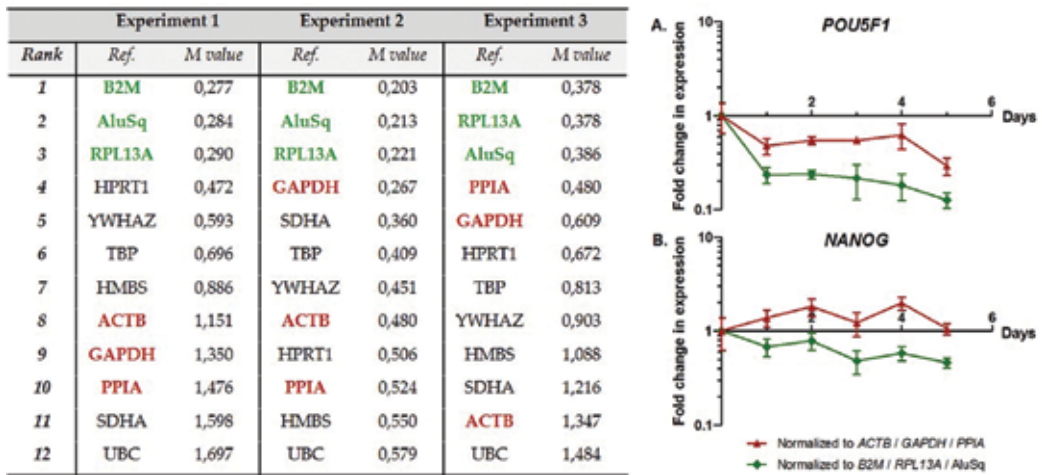 Experiment 1 Experiment 2 Experiment 3
Rank Ref. M value Ref. M value Ref. M value
1 B2M 0,277 B2M 0,203 B2M 0,378
2 AluSq 0,284 AluSq 0,213 RPL13A 0,378
3 RPL13A 0,290 RPL13A 0,221 AluSq 0,386
4 HPRT1 0,472 GAPDH 0,267 PPIA 0,480
5 YWHAZ 0,593 SDHA 0,360 GAPDH 0,609
6 TBP 0,696 TBP 0,409 HPRT1 0,672
7 HMBS 0,886 YWHAZ 0,451 TBP 0,813
8 ACTB 1,151 ACTB 0,480 YWHAZ 0,903
9 GAPDH 1,350 HPRT1 0,506 HMBS 1,088
10 PPIA 1,476 PPIA 0,524 SDHA 1,216
11 SDHA 1,598 HMBS 0,550 ACTB 1,347
12 UBC 1,697 UBC 0,579 UBC 1,484
A.
POU5F1
Fold change in expression
10
1
0.1
2 4 6
Days
B.
NANOG
Fold change in expression
10
1
0.1
2 4 6
Days
Normalized to ACTB / GAPDH / PPIA
Normalized to B2M / RPL13A / AluSq